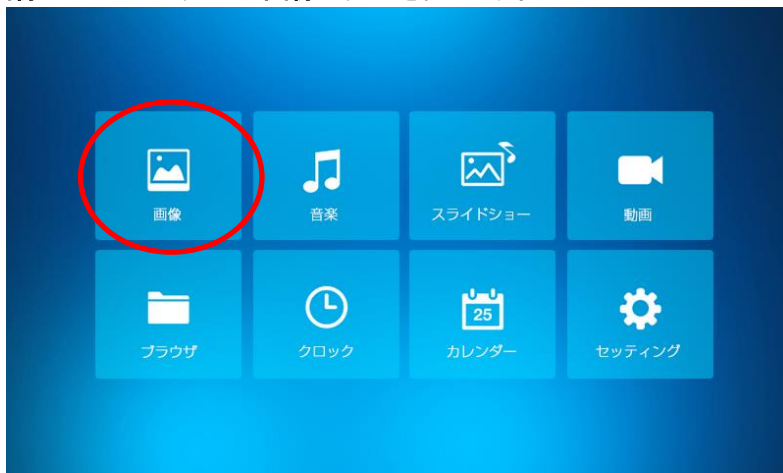 画像
音楽
スライドショー
動画
ブラウザ
クロック
25
カレンダー
セッティング